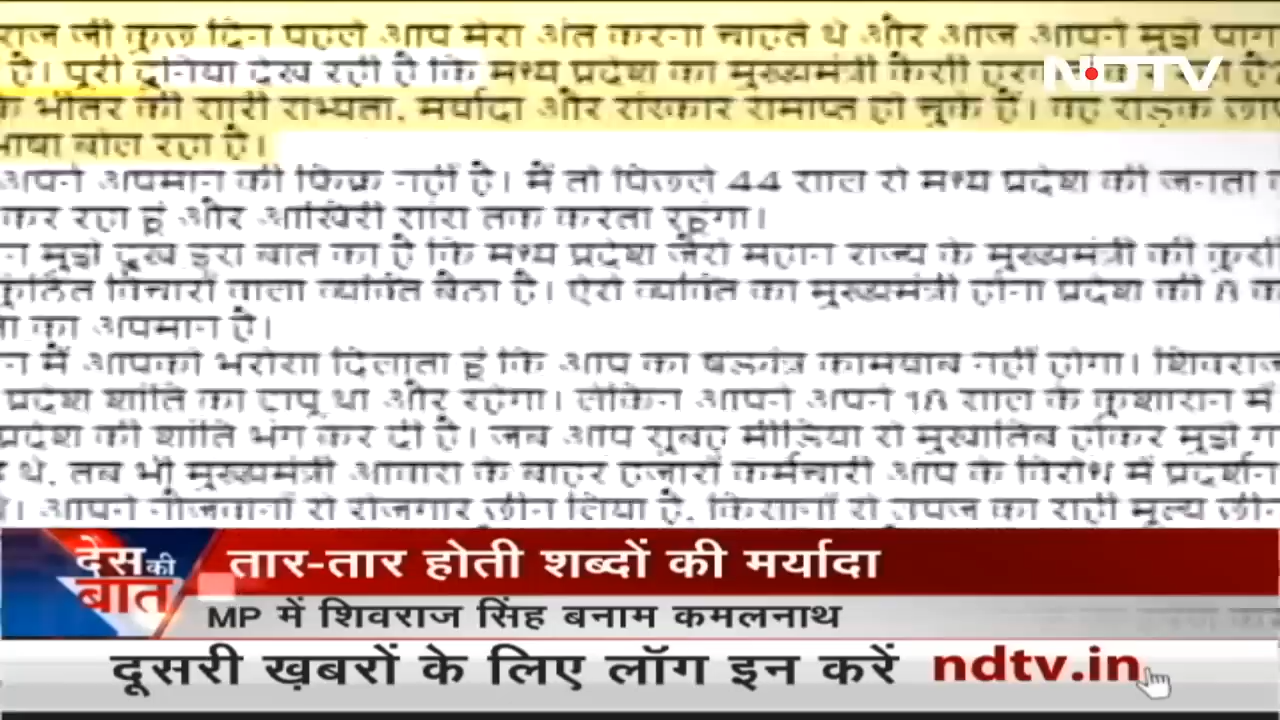 राज जी कुछ दिन पहले आप मेरा अंत करना चाहते थे और आज आपने मुझे पाग
है। पूरी दुनिया देख रही है कि मध्य प्रदेश का मुख्यमंत्री कैसी
NDTV
के भीतर की सारी सभ्यता, मर्यादा और संस्कार समाप्त हो चुके हैं। वह सड़क छाप
भाषा बोल रहा है।
अपने अपमान की फिक्र नहीं है। मैं तो पिछले 44 साल से मध्य प्रदेश की जनता
कर रहा हूं और आखिरी सांस तक करता रहूंगा।
मुझे दुख इस बात का है कि मध्य प्रदेश जैसे महान राज्य के मुख्यमंत्री की कुर्सी
कुंठित विचारों वाला व्यक्ति बैठा है। ऐसे व्यक्ति का मुख्यमंत्री होना प्रदेश की 8
का अपमान है।
में आपको भरोसा दिलाता हूं कि आप का षड्यंत्र कामयाब नहीं होगा। शिवराज
प्रदेश शांति का टापू था और रहेगा। लेकिन आपने अपने 18 साल के कुशासन में
प्रदेश की शांति भंग कर दी है। जब आप सुबह मीडिया से मुखातिब होकर मुझे
थे, तब भी मुख्यमंत्री आवास के बाहर हजारों कर्मचारी आप के विरोध में प्रदर्शन
आपने नौजवानों से रोजगार छीन लिया है, किसानों से उपज का सही मूल्य छीन
देस की बात
तार-तार होती शब्दों की मर्यादा
MP में शिवराज सिंह बनाम कमलनाथ
दूसरी ख़बरों के लिए लॉग इन करें ndtv.in